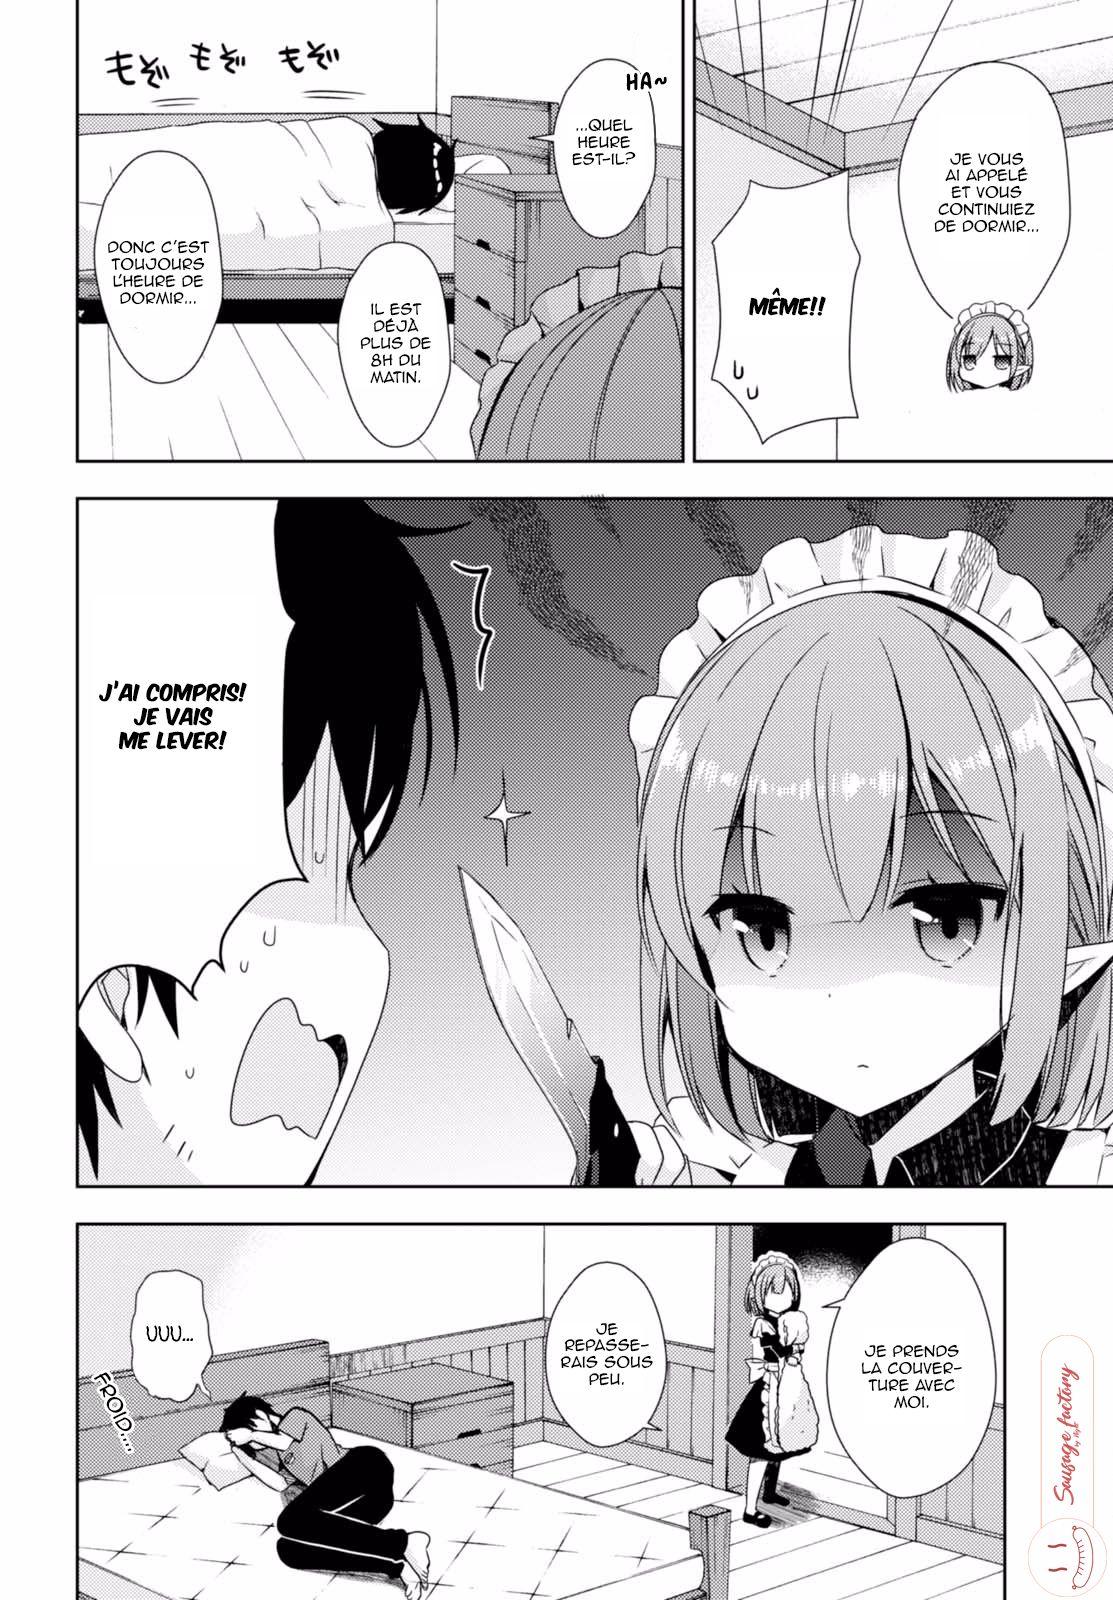 JE VOUS
AI APPELÉ
ET VOUS
CONTINUIEZ
DE DORMIR...
MÊME!!
HA~
...QUEL
HEURE
EST-IL?
IL EST
DÉJÀ
PLUS DE
8H DU
MATIN.
もぞ もぞ もぞ
DONC C'EST
TOUJOURS
L'HEURE DE
DORMIR...
J'AI COMPRIS!
JE VAIS
ME LEVER!
JE PRENDS
LA COUVER-
TURE AVEC
MOI.
JE
REPASSE-
RAIS SOUS
PEU.
UUU...
FROID....
Sausage factory